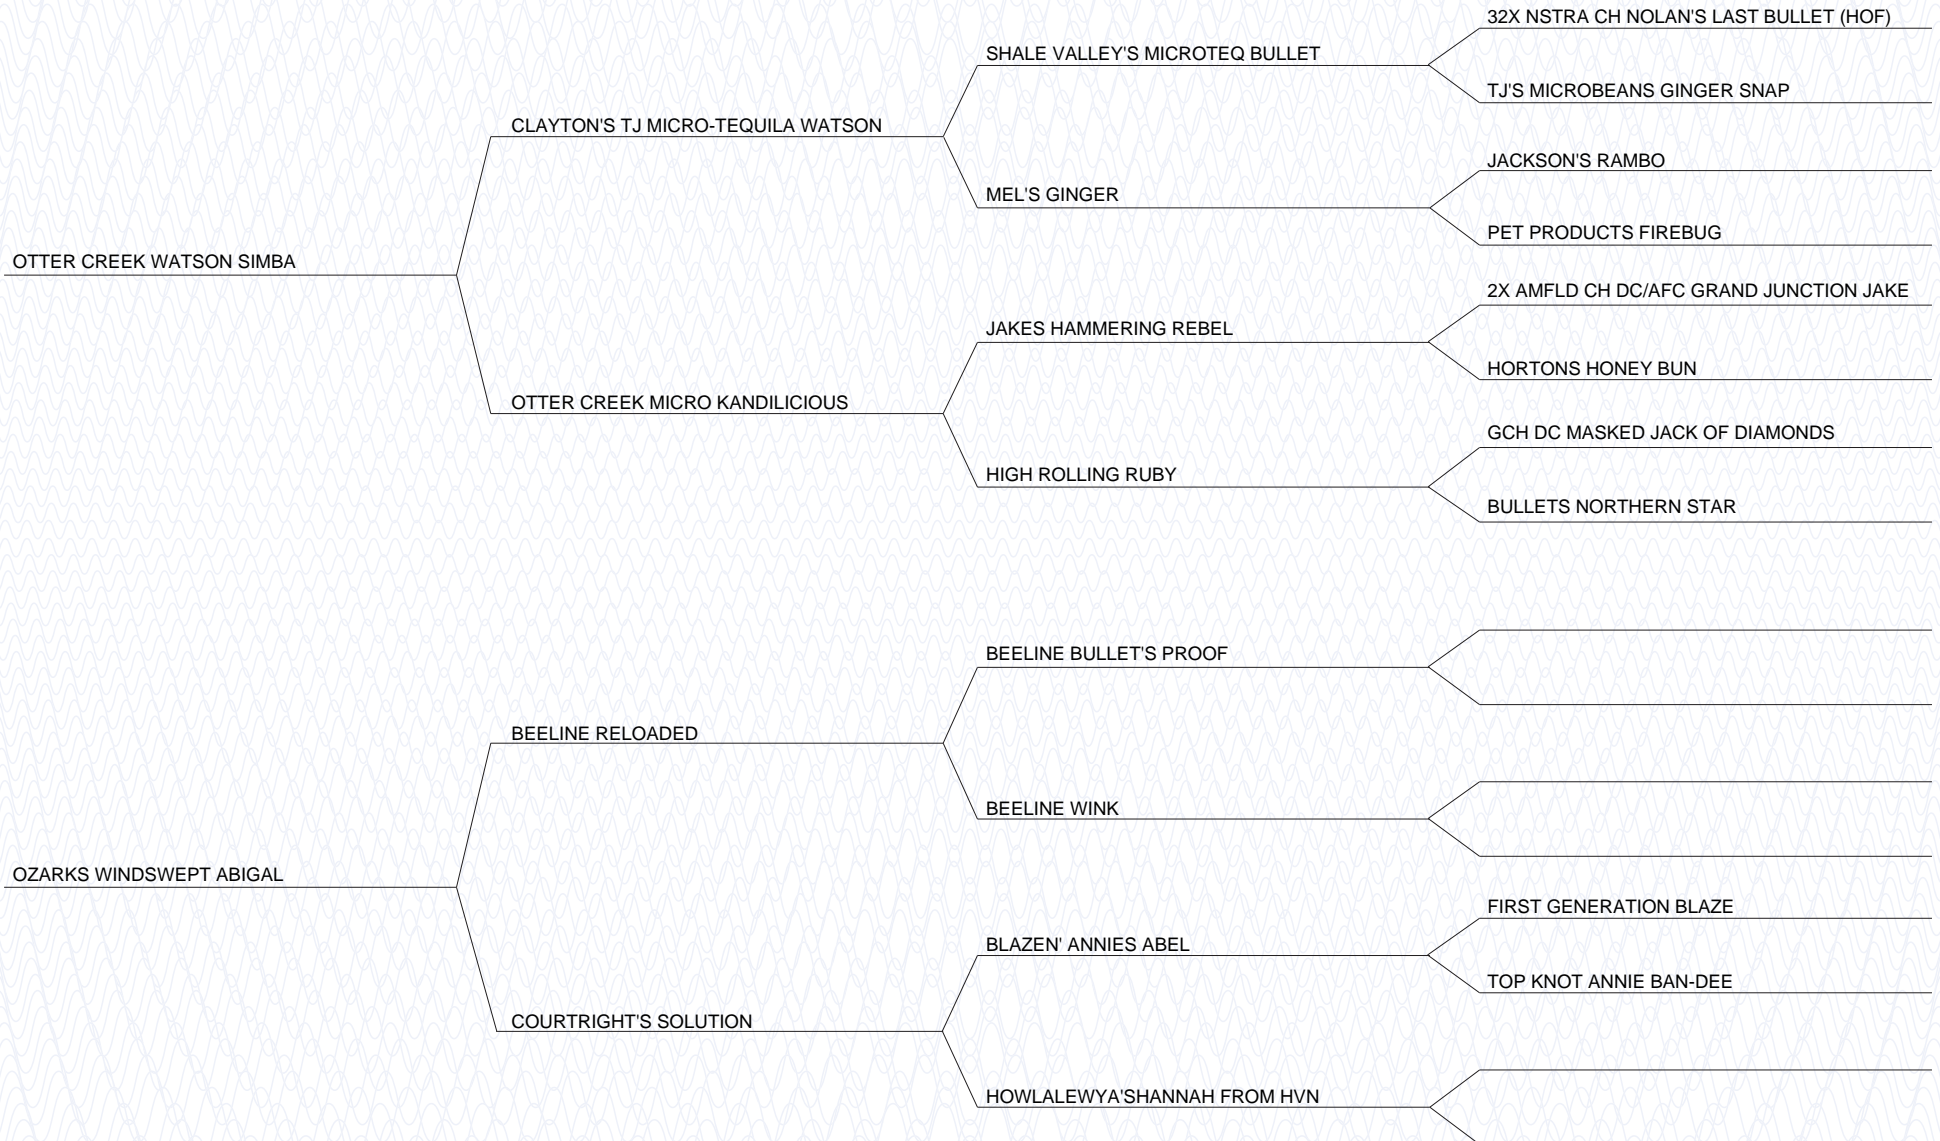 32X NSTRA CH NOLAN'S LAST BULLET (HOF)
SHALE VALLEY'S MICROTEQ BULLET
TJ'S MICROBEANS GINGER SNAP
CLAYTON'S TJ MICRO-TEQUILA WATSON
JACKSON'S RAMBO
MEL'S GINGER
PET PRODUCTS FIREBUG
OTTER CREEK WATSON SIMBA
2X AMFLD CH DC/AFC GRAND JUNCTION JAKE
JAKES HAMMERING REBEL
HORTONS HONEY BUN
OTTER CREEK MICRO KANDILICIOUS
GCH DC MASKED JACK OF DIAMONDS
HIGH ROLLING RUBY
BULLETS NORTHERN STAR
BEELINE BULLET'S PROOF
BEELINE RELOADED
BEELINE WINK
OZARKS WINDSWEPT ABIGAL
FIRST GENERATION BLAZE
BLAZEN' ANNIES ABEL
TOP KNOT ANNIE BAN-DEE
COURTRIGHT'S SOLUTION
HOWLALEWYA'SHANNAH FROM HVN